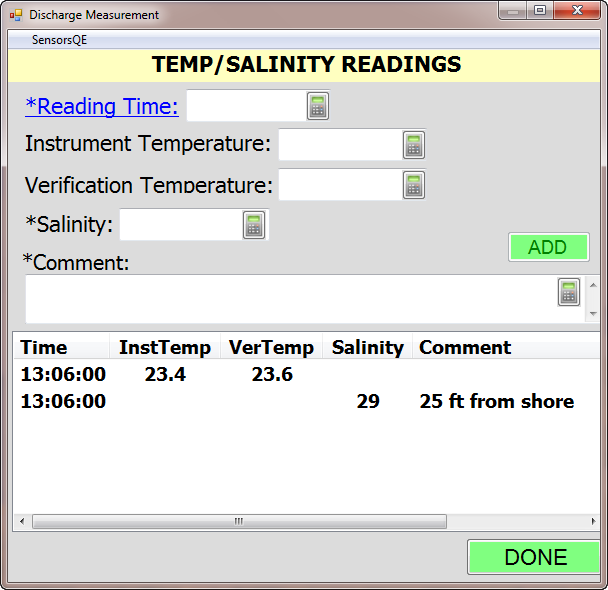 Discharge Measurement
SensorsQE
TEMP/SALINITY READINGS
*Reading Time:
Instrument Temperature:
Verification Temperature:
*Salinity:
ADD
*Comment:
Time InstTemp VerTemp Salinity Comment
13:06:00 23.4 23.6
13:06:00 29 25 ft from shore
DONE